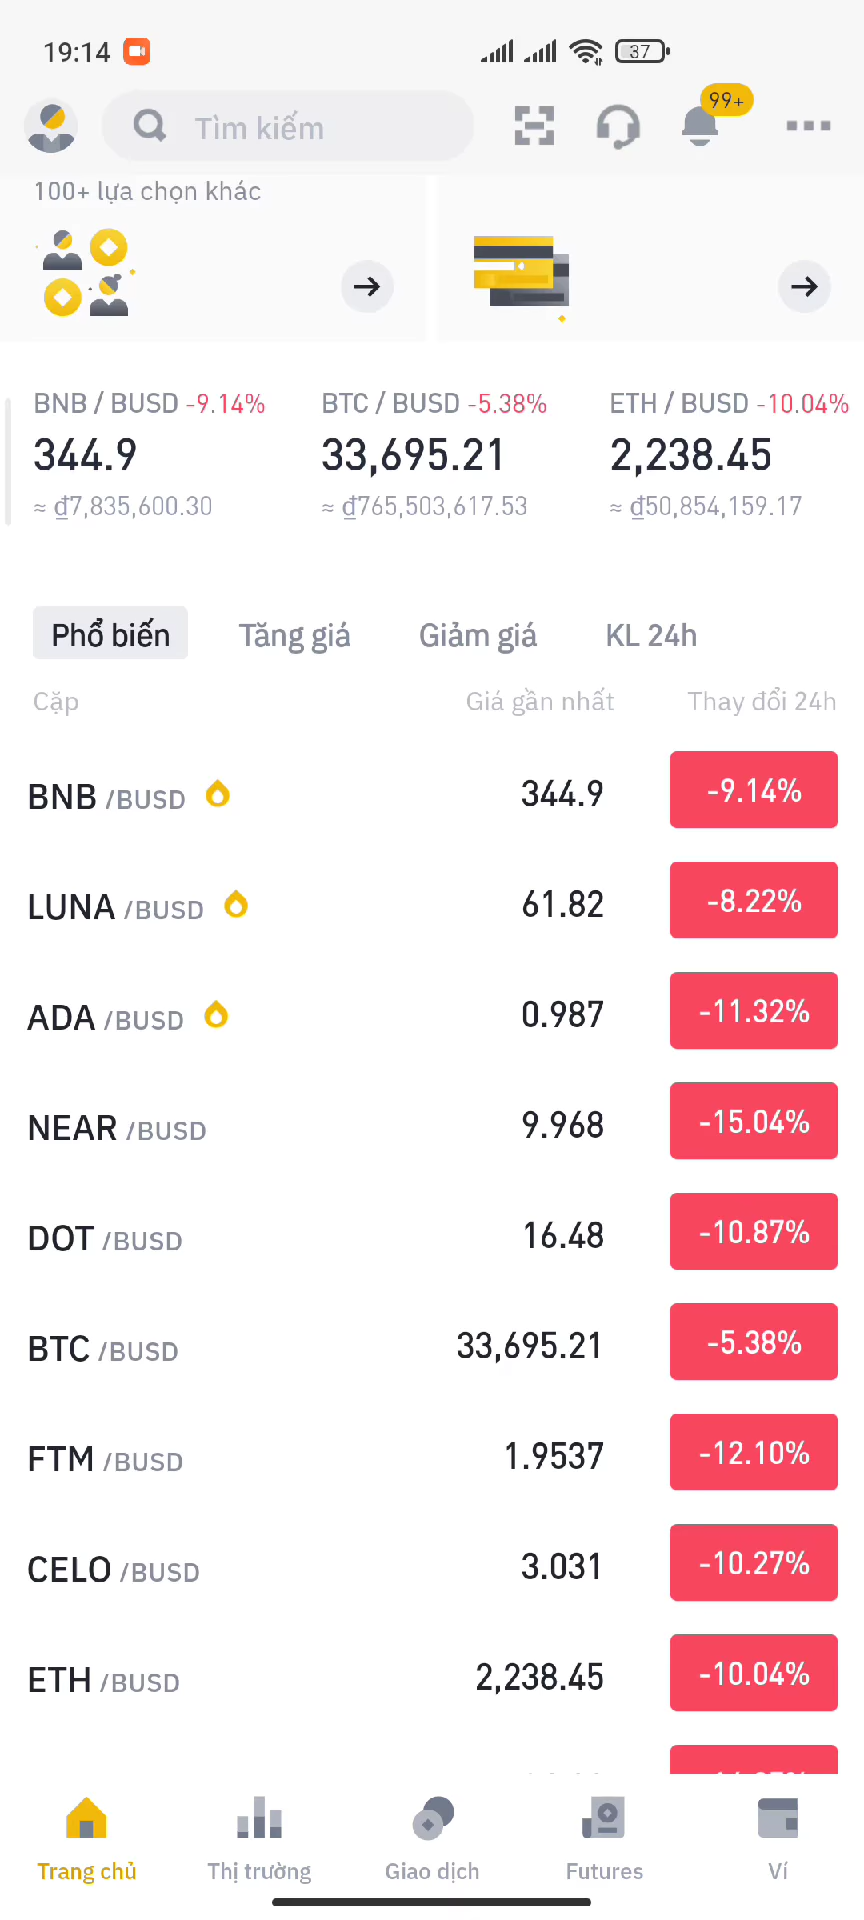 19:14
37
Tìm kiếm
99+
100+ lựa chọn khác
BNB / BUSD -9.14% BTC / BUSD -5.38% ETH / BUSD -10.04%
344.9 33,695.21 2,238.45
≈ ₫7,835,600.30 ≈ ₫765,503,617.53 ≈ ₫50,854,159.17
Phổ biến Tăng giá Giảm giá KL 24h
Cặp Giá gần nhất Thay đổi 24h
BNB /BUSD 344.9 -9.14%
LUNA /BUSD 61.82 -8.22%
ADA /BUSD 0.987 -11.32%
NEAR /BUSD 9.968 -15.04%
DOT /BUSD 16.48 -10.87%
BTC /BUSD 33,695.21 -5.38%
FTM /BUSD 1.9537 -12.10%
CELO /BUSD 3.031 -10.27%
ETH /BUSD 2,238.45 -10.04%
Trang chủ Thị trường Giao dịch Futures Ví